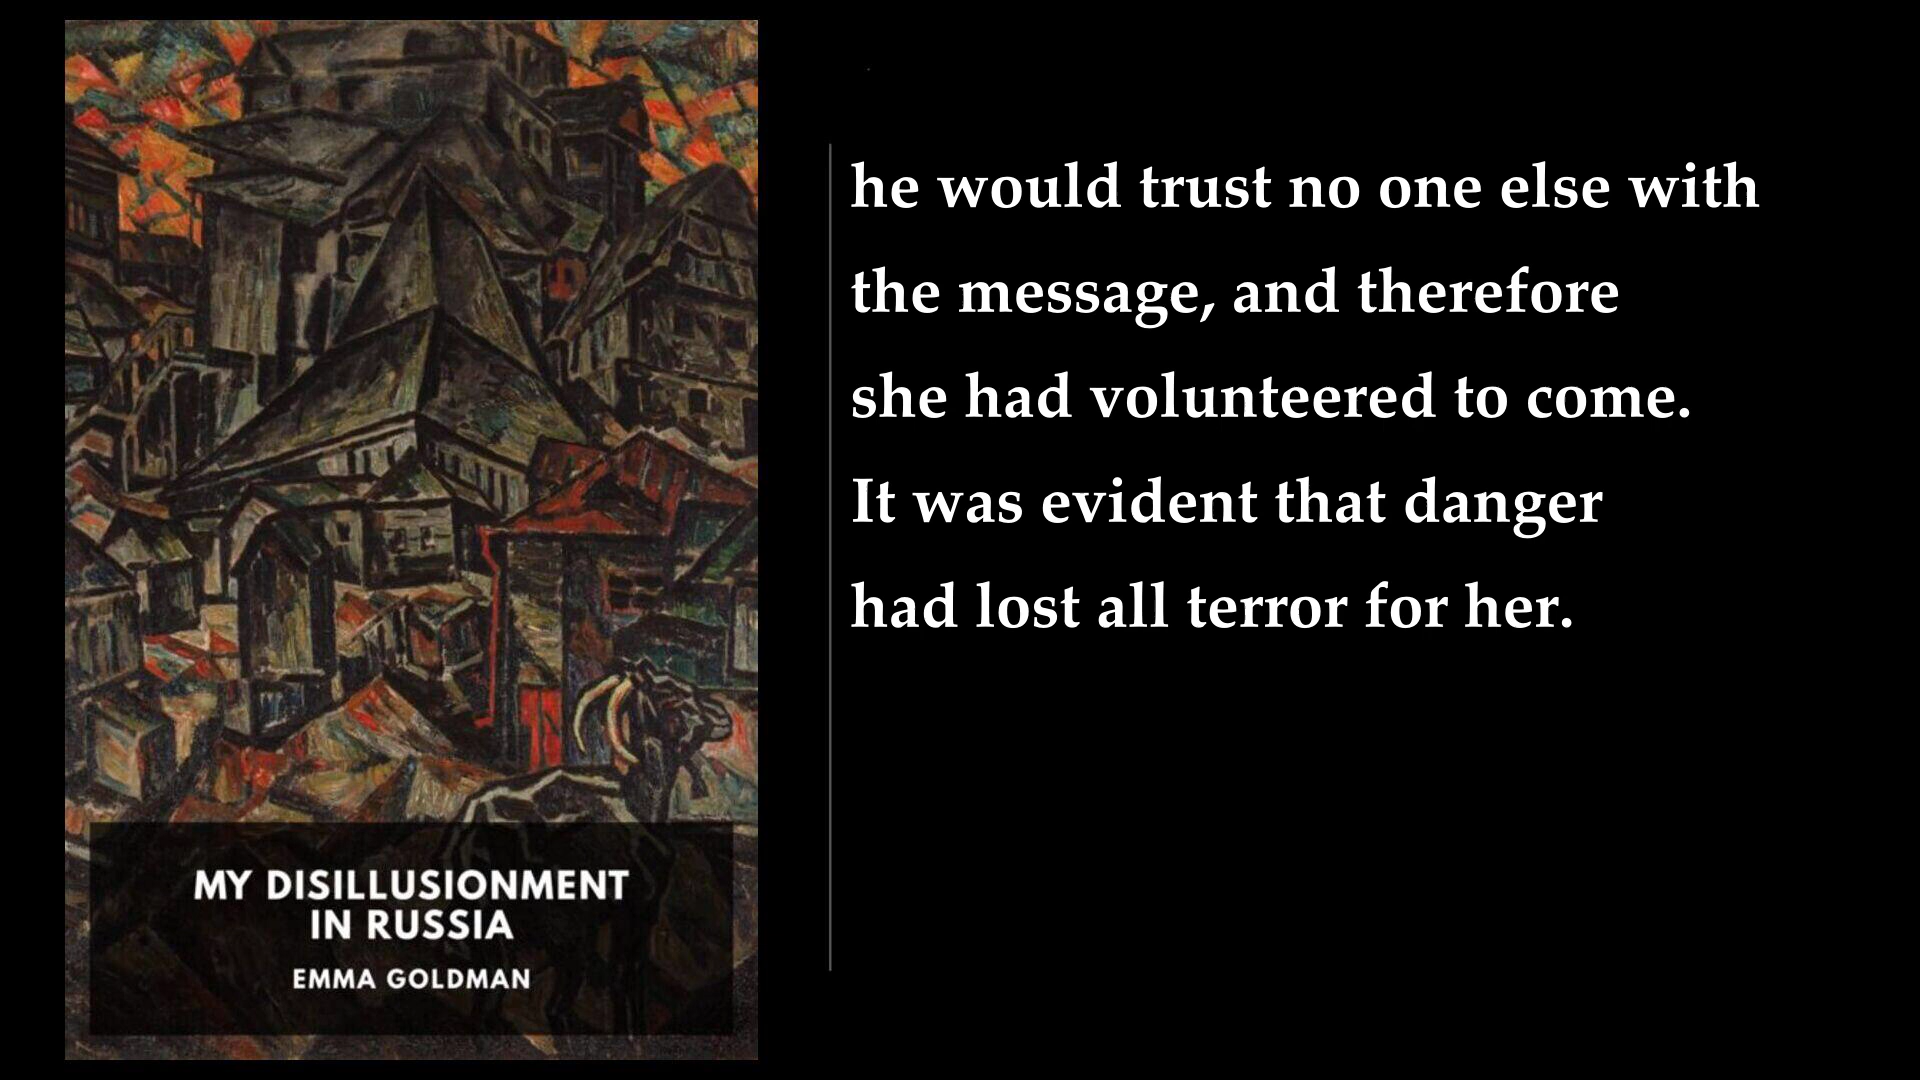 MY DISILLUSIONMENT
IN RUSSIA
EMMA GOLDMAN
he would trust no one else with
the message, and therefore
she had volunteered to come.
It was evident that danger
had lost all terror for her.